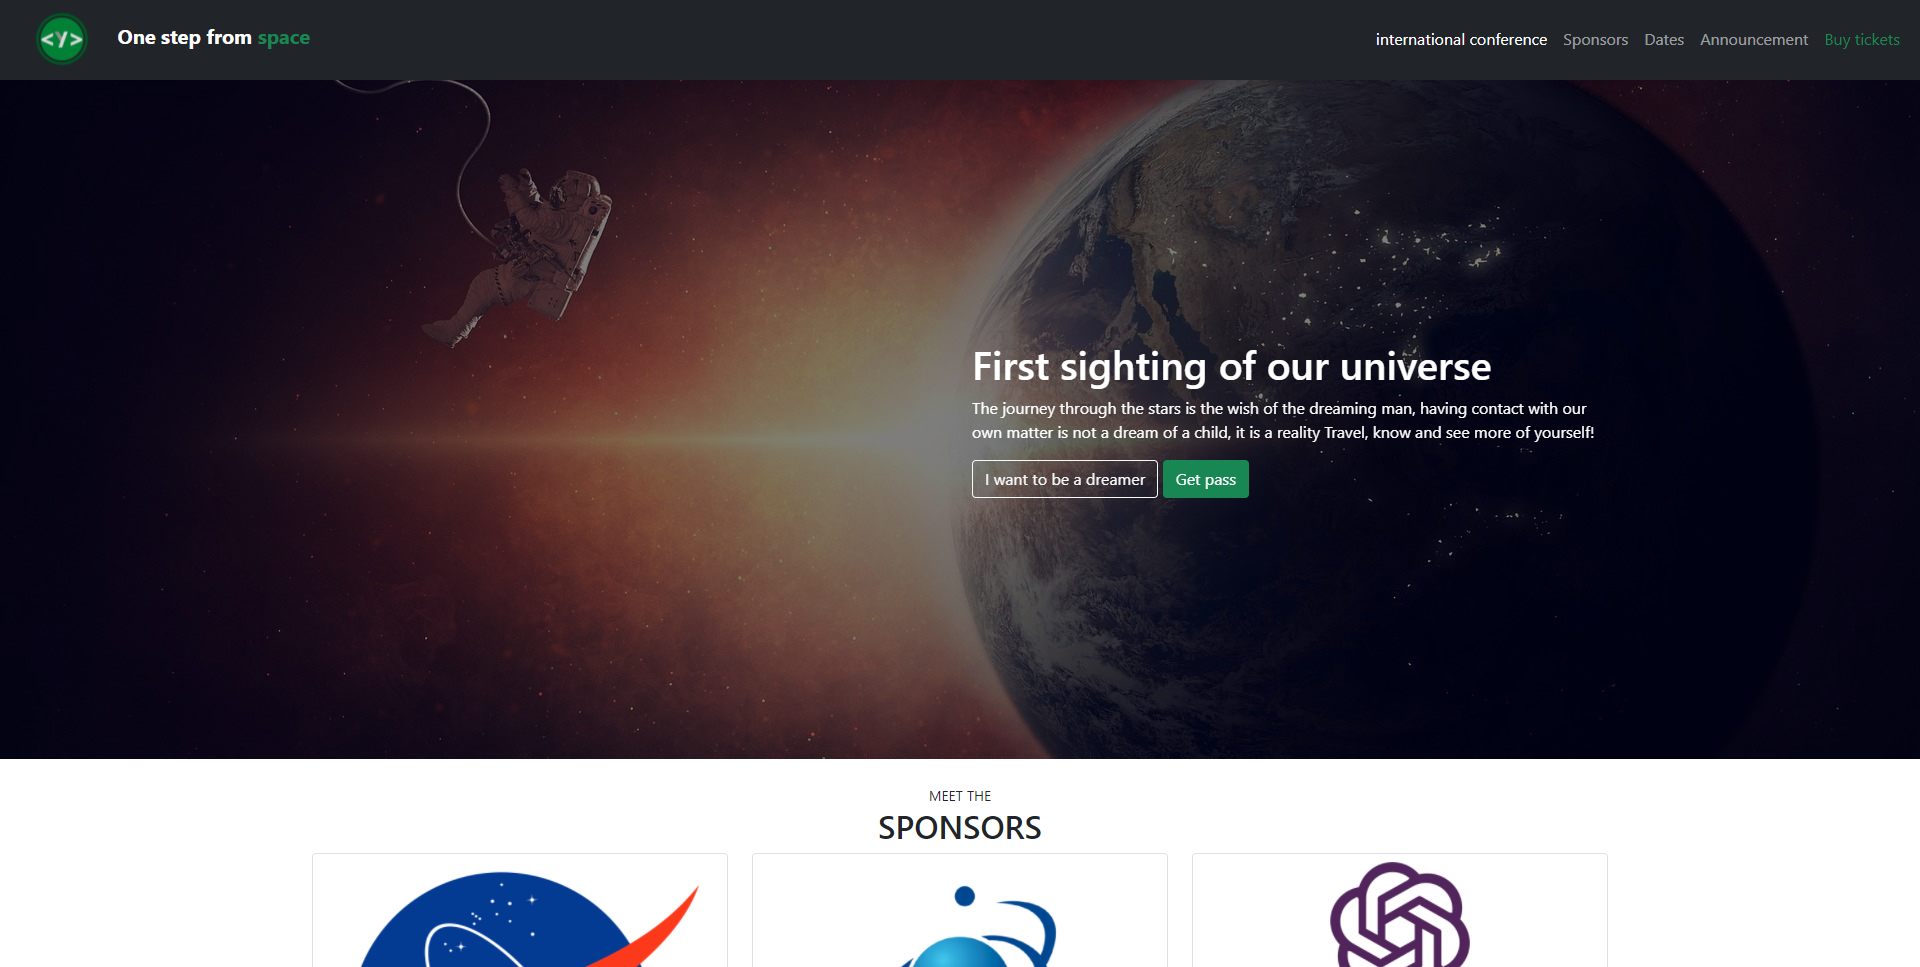 <Y>
One step from space
international conference Sponsors Dates Announcement Buy tickets
First sighting of our universe
The journey through the stars is the wish of the dreaming man, having contact with our
own matter is not a dream of a child, it is a reality Travel, know and see more of yourself!
I want to be a dreamer Get pass
MEET THE
SPONSORS